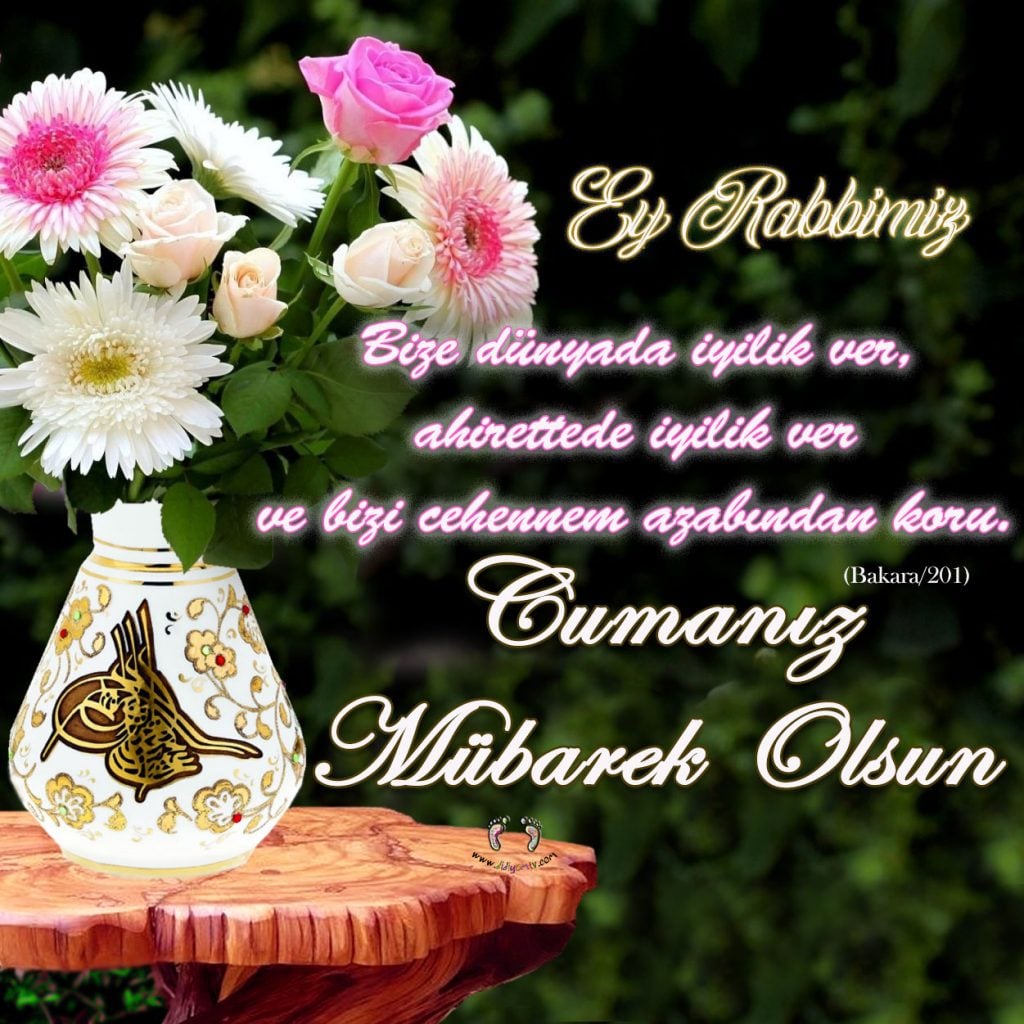 Ey Rabbimiz
Bize dünyada iyilik ver,
ahirettede iyilik ver
ve bizi cehennem azabından koru.
(Bakara/201)
Cumanız
Mübarek Olsun